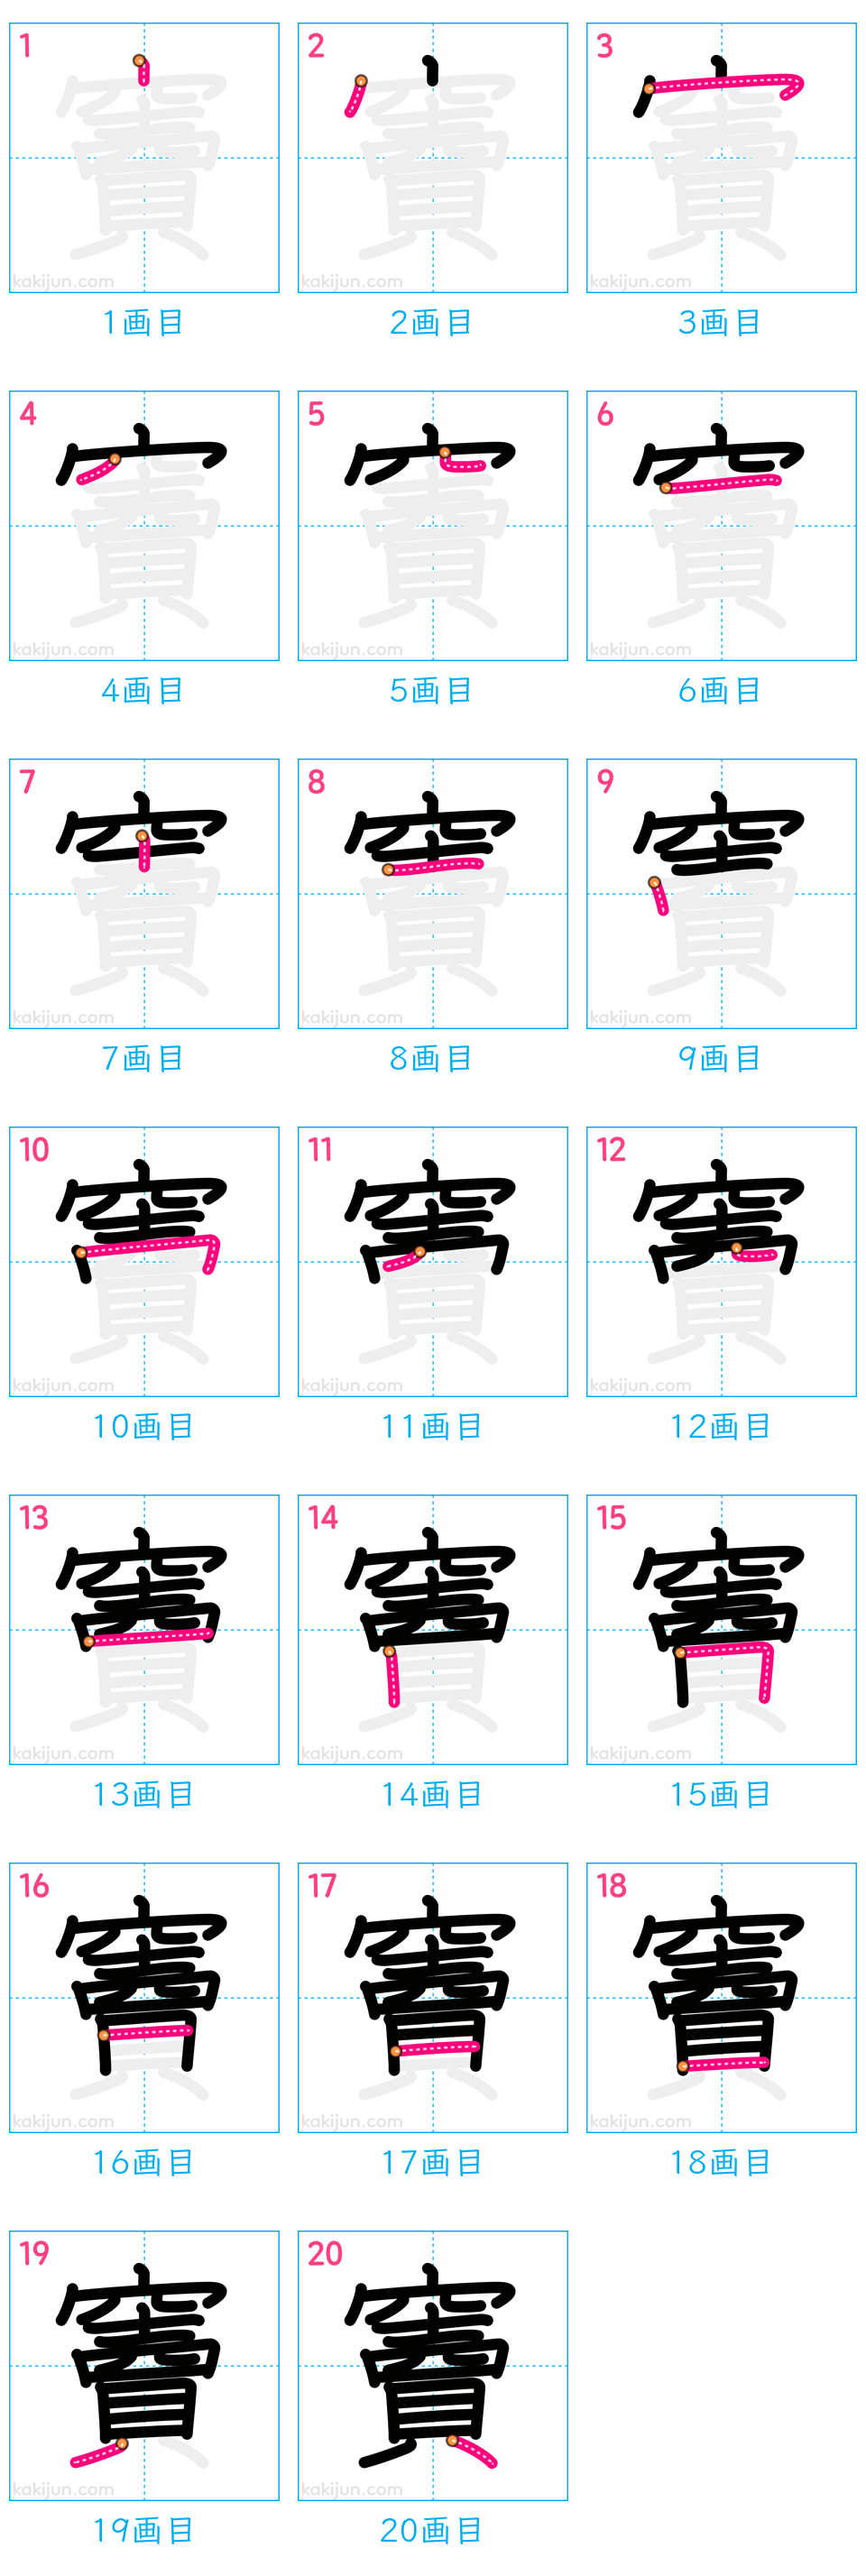 1 2 3
kakijun.com kakijun.com kakijun.com
1画目 2画目 3画目
4 5 6
kakijun.com kakijun.com kakijun.com
4画目 5画目 6画目
7 8 9
kakijun.com kakijun.com kakijun.com
7画目 8画目 9画目
10 11 12
kakijun.com kakijun.com kakijun.com
10画目 11画目 12画目
13 14 15
kakijun.com kakijun.com kakijun.com
13画目 14画目 15画目
16 17 18
kakijun.com kakijun.com kakijun.com
16画目 17画目 18画目
19 20
竇
kakijun.com kakijun.com
19画目 20画目